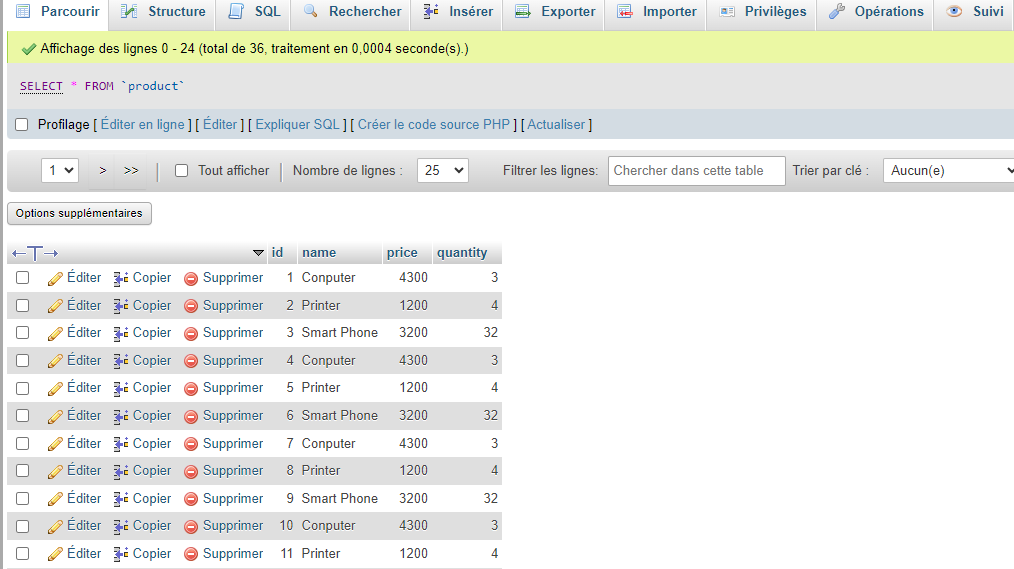 Parcourir Structure SQL Rechercher Insérer Exporter Importer Privilèges Opérations Suivi
Affichage des lignes 0 - 24 (total de 36, traitement en 0,0004 seconde(s).)
SELECT * FROM `product`
Profilage [ Éditer en ligne ] [ Éditer ] [ Expliquer SQL ] [ Créer le code source PHP ] [ Actualiser ]
1 > >> Tout afficher Nombre de lignes : 25 Filtrer les lignes: Chercher dans cette table Trier par clé : Aucun(e)
Options supplémentaires
id name price quantity
Éditer Copier Supprimer 1 Conputer 4300 3
Éditer Copier Supprimer 2 Printer 1200 4
Éditer Copier Supprimer 3 Smart Phone 3200 32
Éditer Copier Supprimer 4 Conputer 4300 3
Éditer Copier Supprimer 5 Printer 1200 4
Éditer Copier Supprimer 6 Smart Phone 3200 32
Éditer Copier Supprimer 7 Conputer 4300 3
Éditer Copier Supprimer 8 Printer 1200 4
Éditer Copier Supprimer 9 Smart Phone 3200 32
Éditer Copier Supprimer 10 Conputer 4300 3
Éditer Copier Supprimer 11 Printer 1200 4